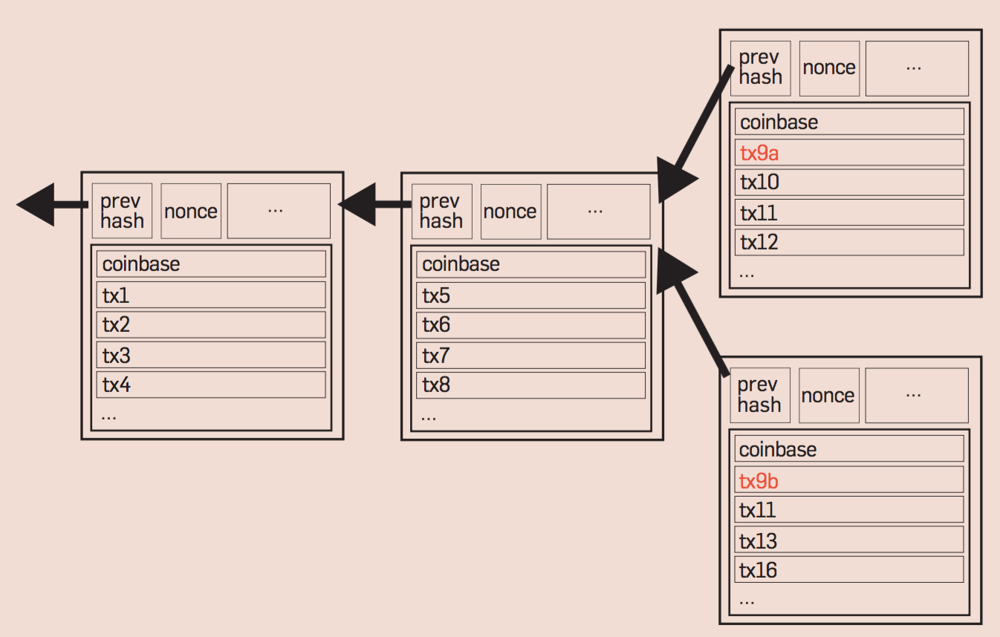 prev
hash
nonce
...
coinbase
tx1
tx2
tx3
tx4
...
prev
hash
nonce
...
coinbase
tx5
tx6
tx7
tx8
...
prev
hash
nonce
...
coinbase
tx9a
tx10
tx11
tx12
...
prev
hash
nonce
...
coinbase
tx9b
tx11
tx13
tx16
...